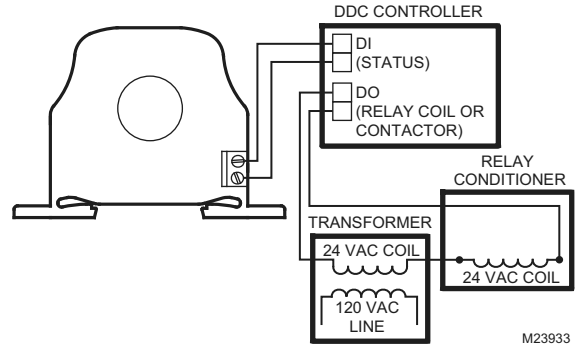 DDC CONTROLLER
DI
(STATUS)
DO
(RELAY COIL OR
CONTACTOR)
RELAY
CONDITIONER
TRANSFORMER
24 VAC COIL
24 VAC COIL
120 VAC
LINE
M23933